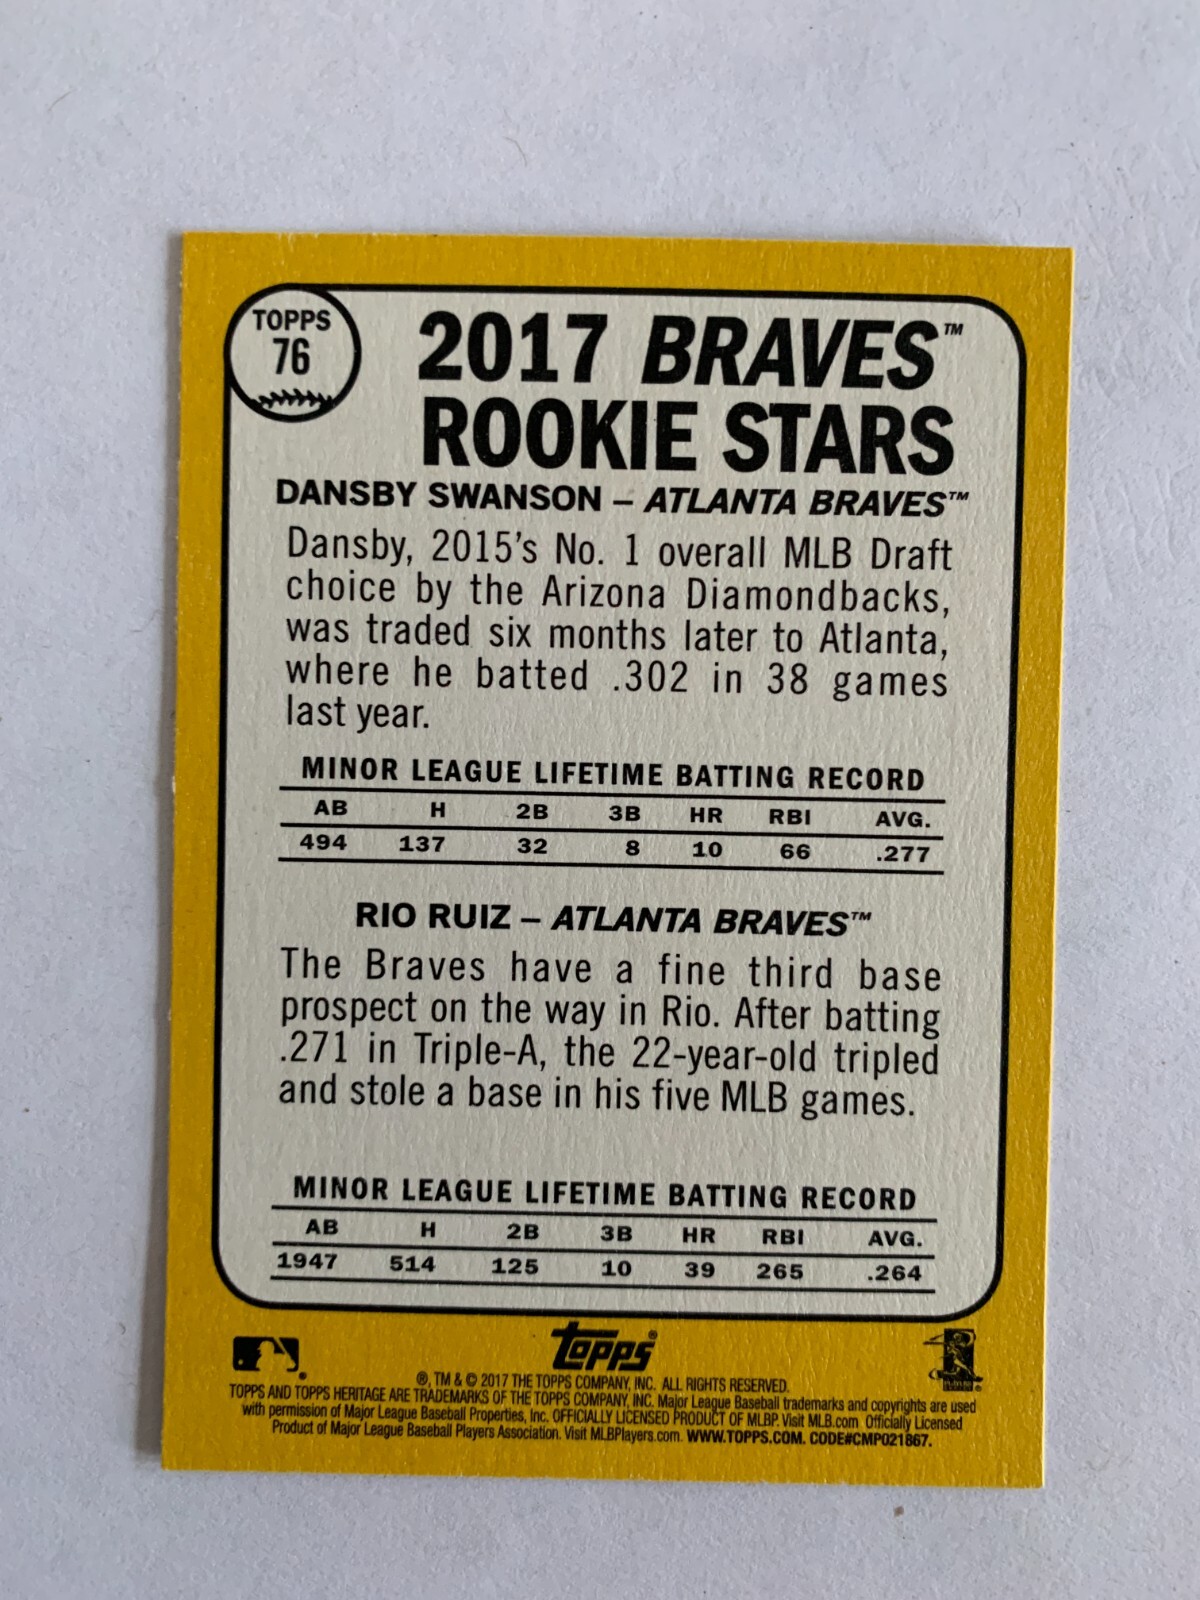 TOPPS
76
2017 BRAVES™
ROOKIE STARS
DANSBY SWANSON – ATLANTA BRAVES™
Dansby, 2015's No. 1 overall MLB Draft
choice by the Arizona Diamondbacks,
was traded six months later to Atlanta,
where he batted .302 in 38 games
last year.
MINOR LEAGUE LIFETIME BATTING RECORD
AB H 2B 3B HR RBI AVG.
494 137 32 8 10 66 .277
RIO RUIZ – ATLANTA BRAVES™
The Braves have a fine third base
prospect on the way in Rio. After batting
.271 in Triple-A, the 22-year-old tripled
and stole a base in his five MLB games.
MINOR LEAGUE LIFETIME BATTING RECORD
AB H 2B 3B HR RBI AVG.
1947 514 125 10 39 265 .264
Topps®
®, TM & © 2017 THE TOPPS COMPANY, INC. ALL RIGHTS RESERVED.
TOPPS AND TOPPS HERITAGE ARE TRADEMARKS OF THE TOPPS COMPANY, INC. Major League Baseball trademarks and copyrights are used
with permission of Major League Baseball Properties, Inc. OFFICIALLY LICENSED PRODUCT OF MLBP. Visit MLB.com Officially Licensed
Product of Major League Baseball Players Association. Visit MLBPlayers.com. WWW.TOPPS.COM. CODE#CMP021867.